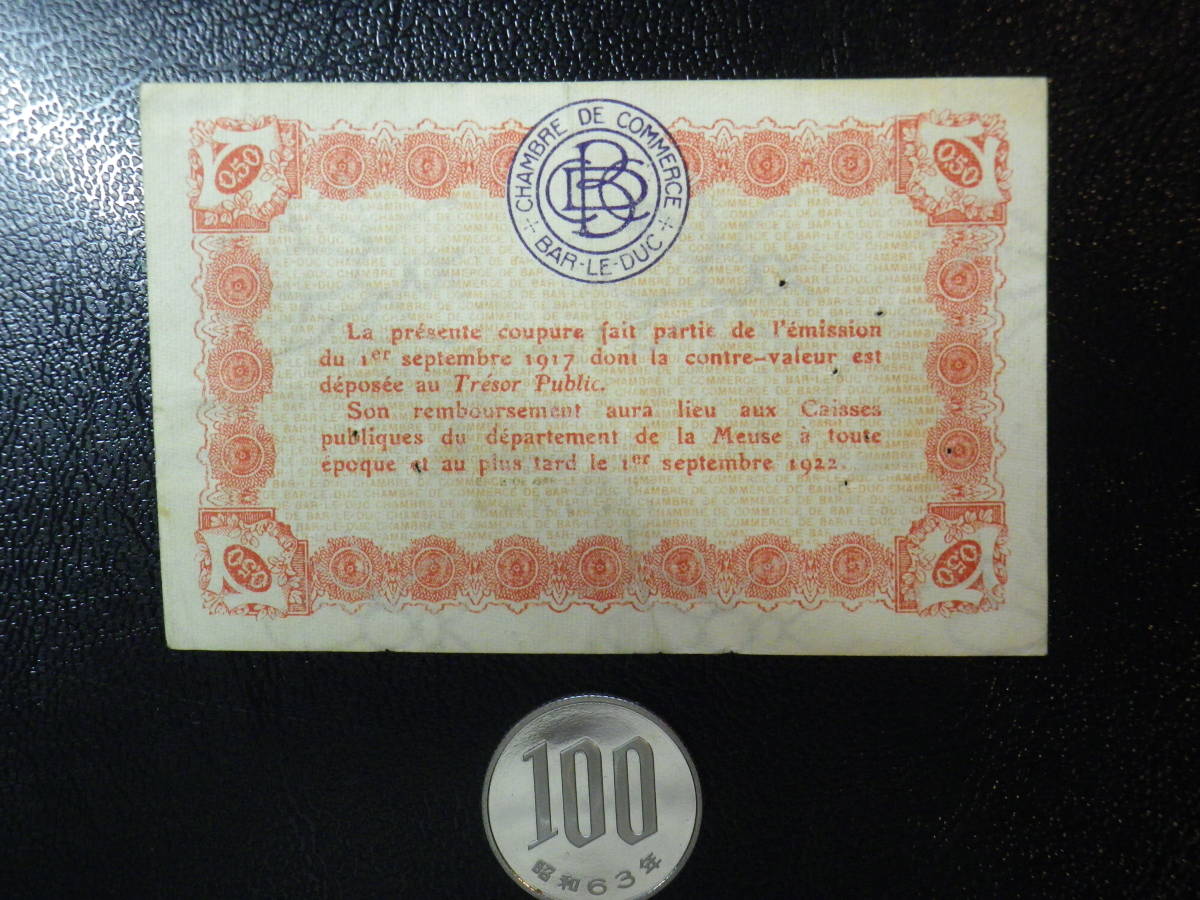 CHAMBRE DE COMMERCE
BCDB
BAR-LE-DUC
0.50
0.50
La présente coupure fait partie de l'émission
du 1er septembre 1917 dont la contre-valeur est
déposée au Trésor Public.
Son remboursement aura lieu aux Caisses
publiques du département de la Meuse à toute
époque et au plus tard le 1er septembre 1922.
0.50
0.50
100
昭和63年